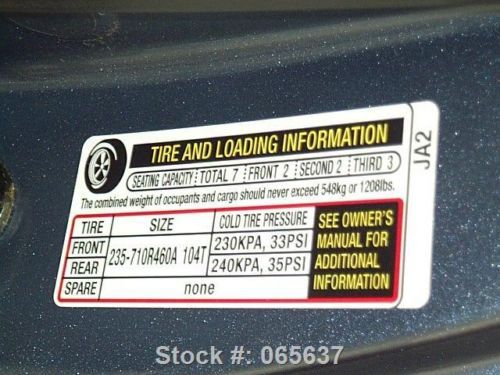 TIRE AND LOADING INFORMATION
SEATING CAPACITY TOTAL 7 FRONT 2 SECOND 2 THIRD 3
The combined weight of occupants and cargo should never exceed 548kg or 1208lbs.
TIRE SIZE COLD TIRE PRESSURE
FRONT 235-710R460A 104T 230KPA, 33PSI
REAR 240KPA, 35PSI
SPARE none
SEE OWNER'S
MANUAL FOR
ADDITIONAL
INFORMATION
JA2
Stock #: 065637